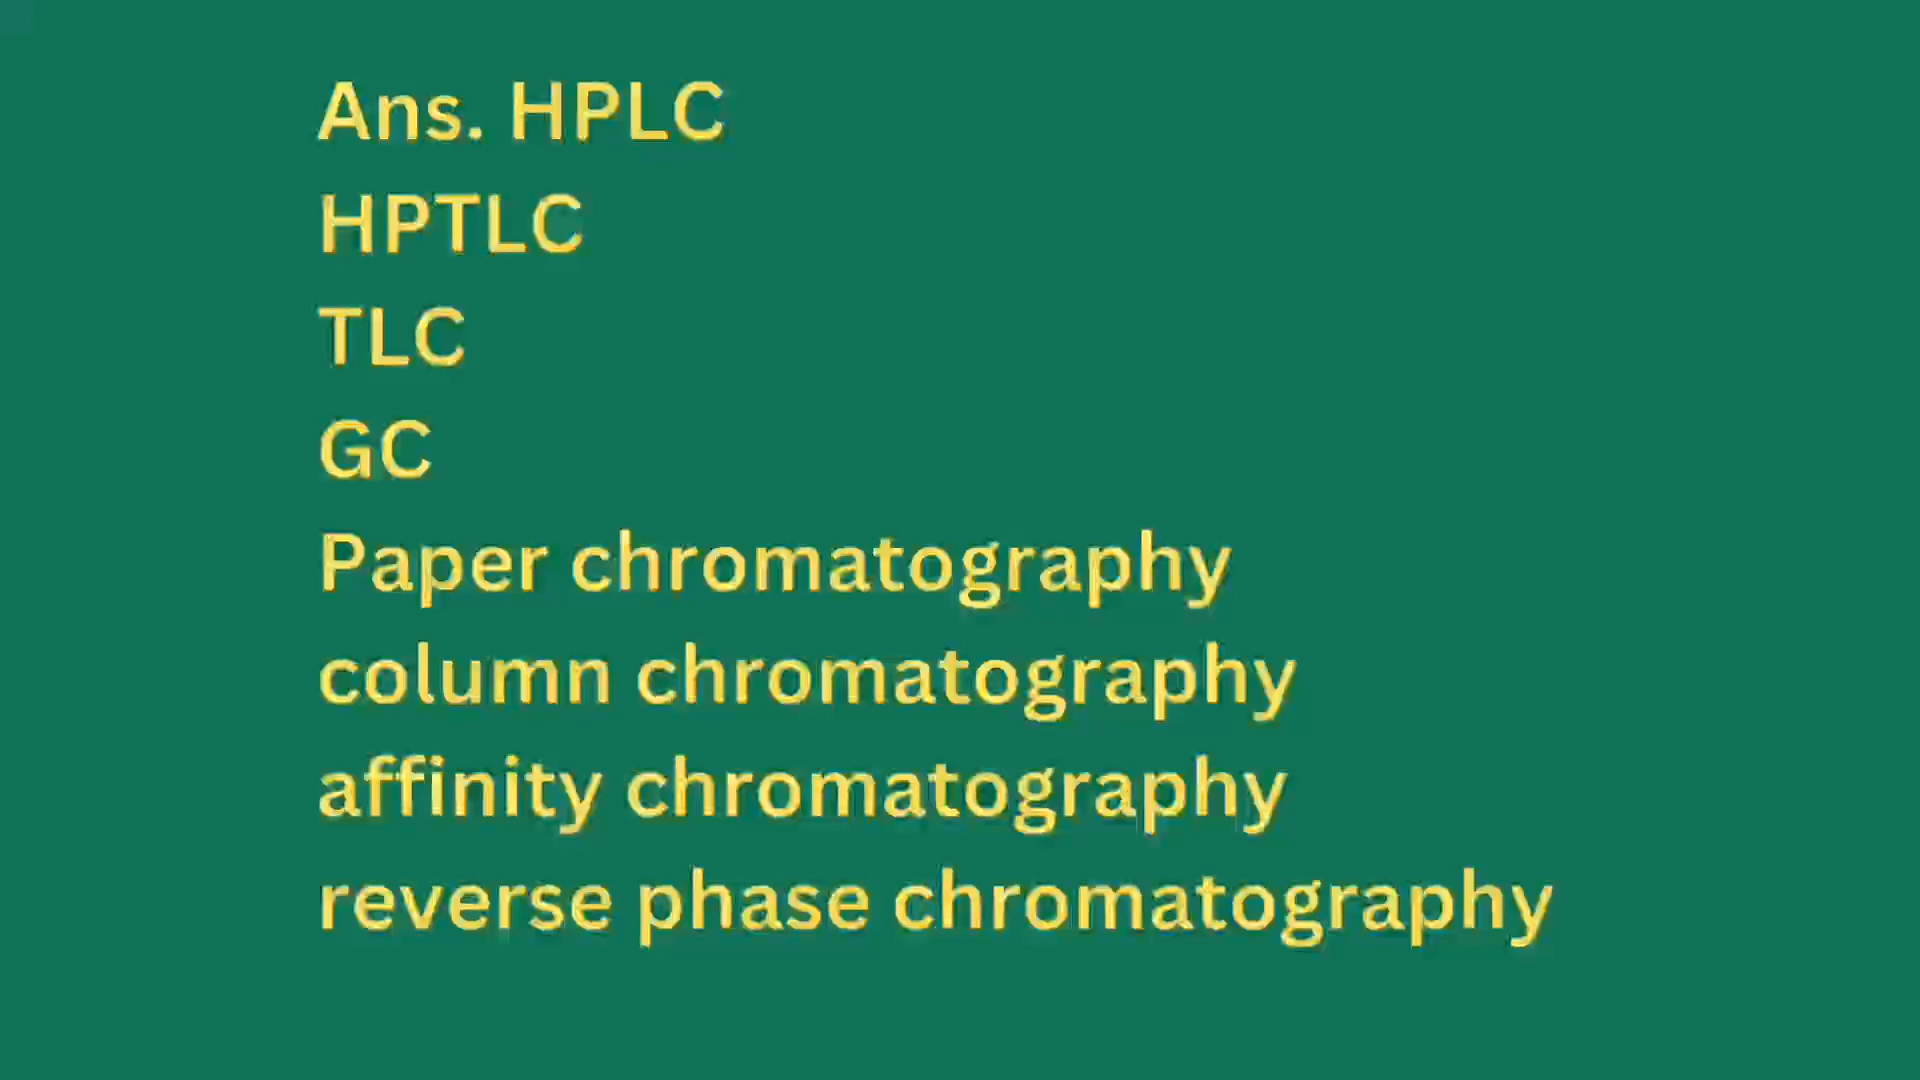 Ans. HPLC
HPTLC
TLC
GC
Paper chromatography
column chromatography
affinity chromatography
reverse phase chromatography